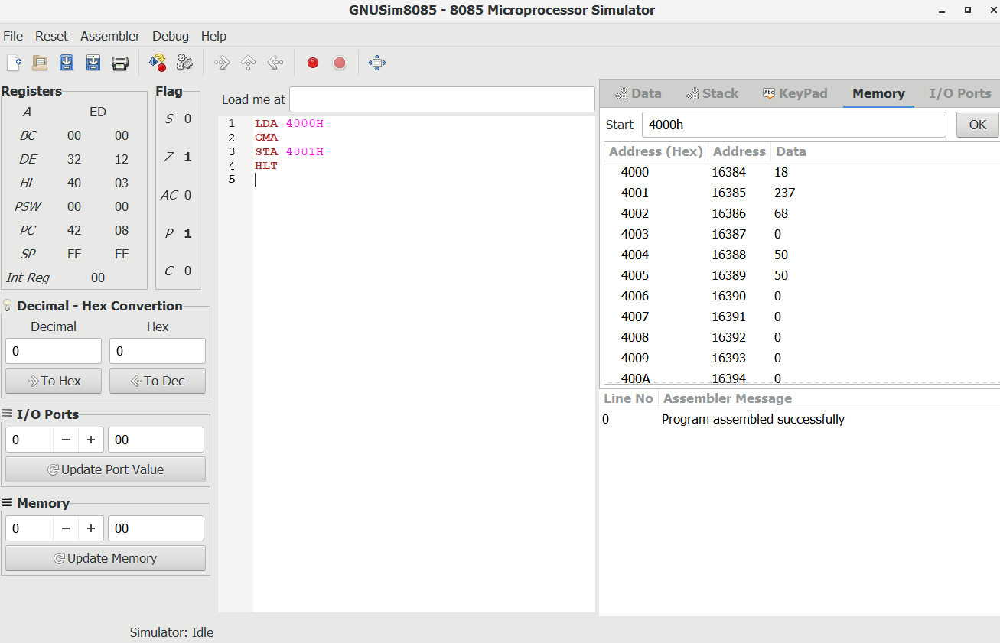 GNUSim8085 - 8085 Microprocessor Simulator
File Reset Assembler Debug Help
Registers
A ED
BC 00 00
DE 32 12
HL 40 03
PSW 00 00
PC 42 08
SP FF FF
Int-Reg 00
Flag
S 0
Z 1
AC 0
P 1
C 0
Decimal - Hex Convertion
Decimal Hex
0 0
To Hex To Dec
I/O Ports
0 − + 00
Update Port Value
Memory
0 − + 00
Update Memory
Load me at
1 LDA 4000H
2 CMA
3 STA 4001H
4 HLT
5
Data Stack Abc KeyPad Memory I/O Ports
Start 4000h OK
Address (Hex) Address Data
4000 16384 18
4001 16385 237
4002 16386 68
4003 16387 0
4004 16388 50
4005 16389 50
4006 16390 0
4007 16391 0
4008 16392 0
4009 16393 0
400A 16394 0
Line No Assembler Message
0 Program assembled successfully
Simulator: Idle